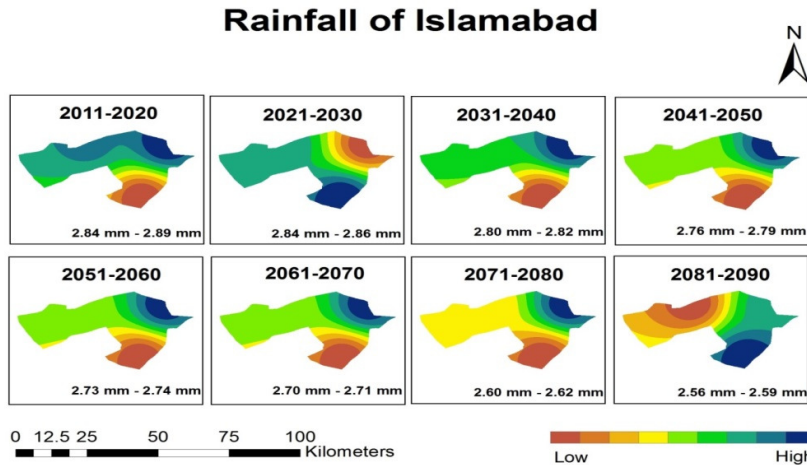 Rainfall of Islamabad
N
2011-2020
2.84 mm - 2.89 mm
2021-2030
2.84 mm - 2.86 mm
2031-2040
2.80 mm - 2.82 mm
2041-2050
2.76 mm - 2.79 mm
2051-2060
2.73 mm - 2.74 mm
2061-2070
2.70 mm - 2.71 mm
2071-2080
2.60 mm - 2.62 mm
2081-2090
2.56 mm - 2.59 mm
0 12.5 25 50 75 100
Kilometers
Low High